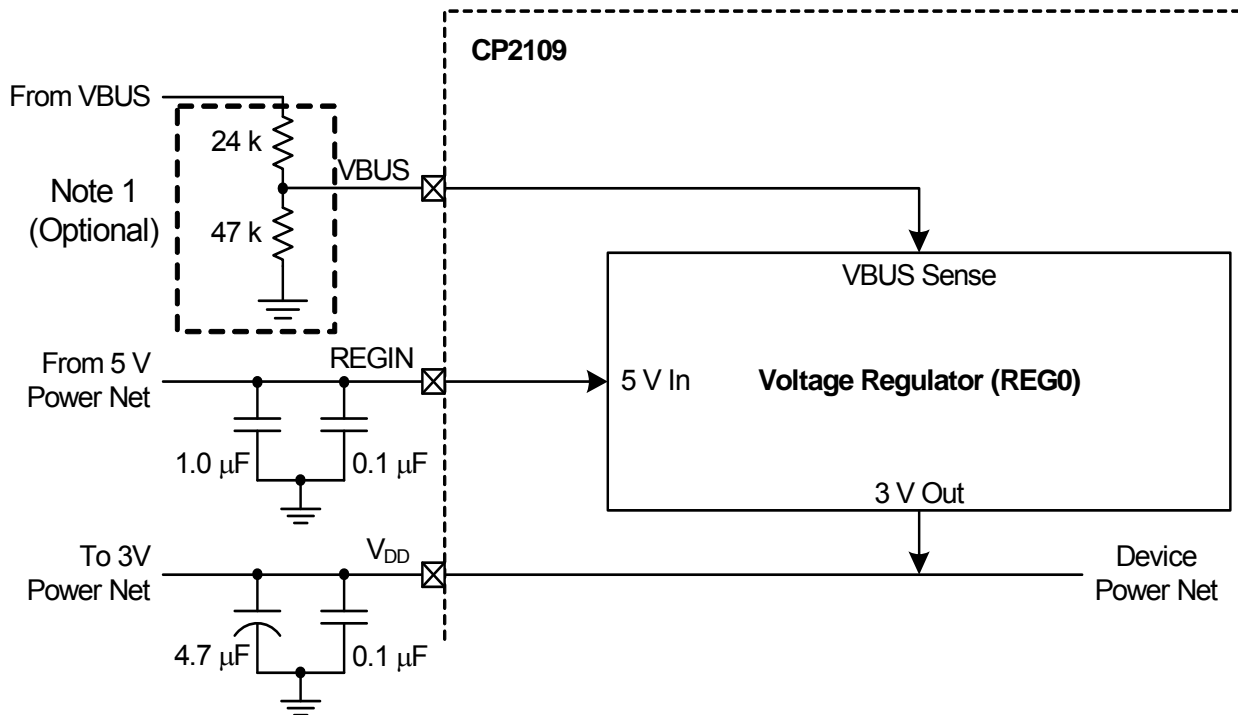 CP2109
From VBUS
24 k
VBUS
Note 1
(Optional)
47 k
VBUS Sense
From 5 V
Power Net
REGIN
5 V In
Voltage Regulator (REG0)
1.0 μF
0.1 μF
3 V Out
To 3V
Power Net
VDD
Device
Power Net
4.7 μF
0.1 μF